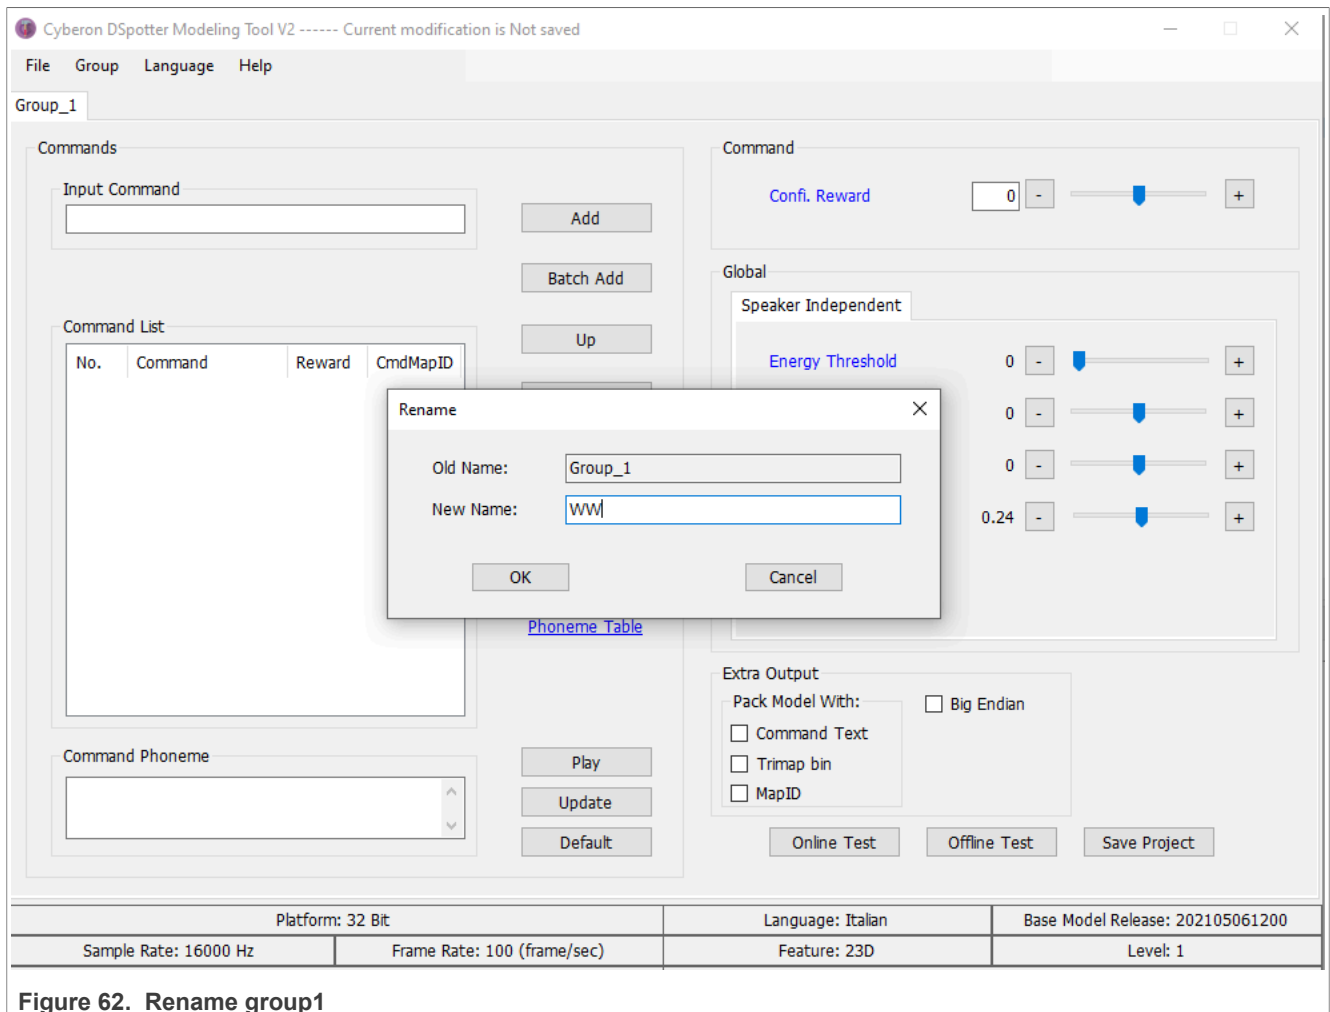 Cyberon DSpotter Modeling Tool V2 ------ Current modification is Not saved
File Group Language Help
Group_1
Commands
Input Command
Add
Batch Add
Up
Command List
No. Command Reward CmdMapID
Phoneme Table
Command Phoneme
Play
Update
Default
Command
Confi. Reward 0 - +
Global
Speaker Independent
Energy Threshold 0 - +
0 - +
0 - +
0.24 - +
Rename
Old Name: Group_1
New Name: WW
OK Cancel
Extra Output
Pack Model With:
Big Endian
Command Text
Trimap bin
MapID
Online Test Offline Test Save Project
Platform: 32 Bit Language: Italian Base Model Release: 202105061200
Sample Rate: 16000 Hz Frame Rate: 100 (frame/sec) Feature: 23D Level: 1
Figure 62. Rename group1